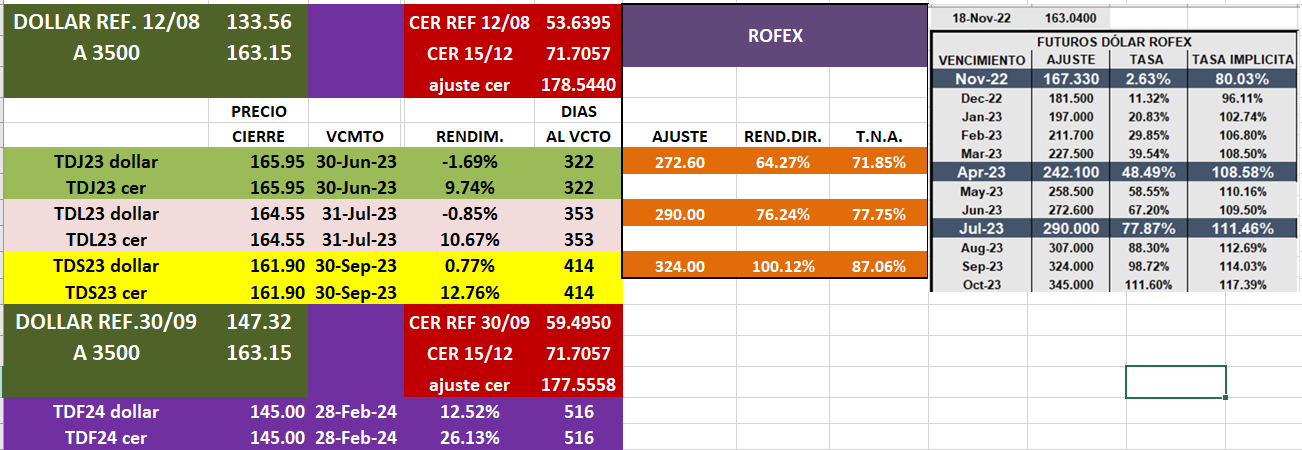 DOLLAR REF. 12/08 133.56 CER REF 12/08 53.6395
A 3500 163.15 CER 15/12 71.7057
ajuste cer 178.5440
ROFEX
PRECIO DIAS
CIERRE VCMTO RENDIM. AL VCTO AJUSTE REND.DIR. T.N.A.
TDJ23 dollar 165.95 30-Jun-23 -1.69% 322 272.60 64.27% 71.85%
TDJ23 cer 165.95 30-Jun-23 9.74% 322
TDL23 dollar 164.55 31-Jul-23 -0.85% 353 290.00 76.24% 77.75%
TDL23 cer 164.55 31-Jul-23 10.67% 353
TDS23 dollar 161.90 30-Sep-23 0.77% 414 324.00 100.12% 87.06%
TDS23 cer 161.90 30-Sep-23 12.76% 414
DOLLAR REF.30/09 147.32 CER REF 30/09 59.4950
A 3500 163.15 CER 15/12 71.7057
ajuste cer 177.5558
TDF24 dollar 145.00 28-Feb-24 12.52% 516
TDF24 cer 145.00 28-Feb-24 26.13% 516
18-Nov-22 163.0400
FUTUROS DÓLAR ROFEX
VENCIMIENTO AJUSTE TASA TASA IMPLICITA
Nov-22 167.330 2.63% 80.03%
Dec-22 181.500 11.32% 96.11%
Jan-23 197.000 20.83% 102.74%
Feb-23 211.700 29.85% 106.80%
Mar-23 227.500 39.54% 108.50%
Apr-23 242.100 48.49% 108.58%
May-23 258.500 58.55% 110.16%
Jun-23 272.600 67.20% 109.50%
Jul-23 290.000 77.87% 111.46%
Aug-23 307.000 88.30% 112.69%
Sep-23 324.000 98.72% 114.03%
Oct-23 345.000 111.60% 117.39%